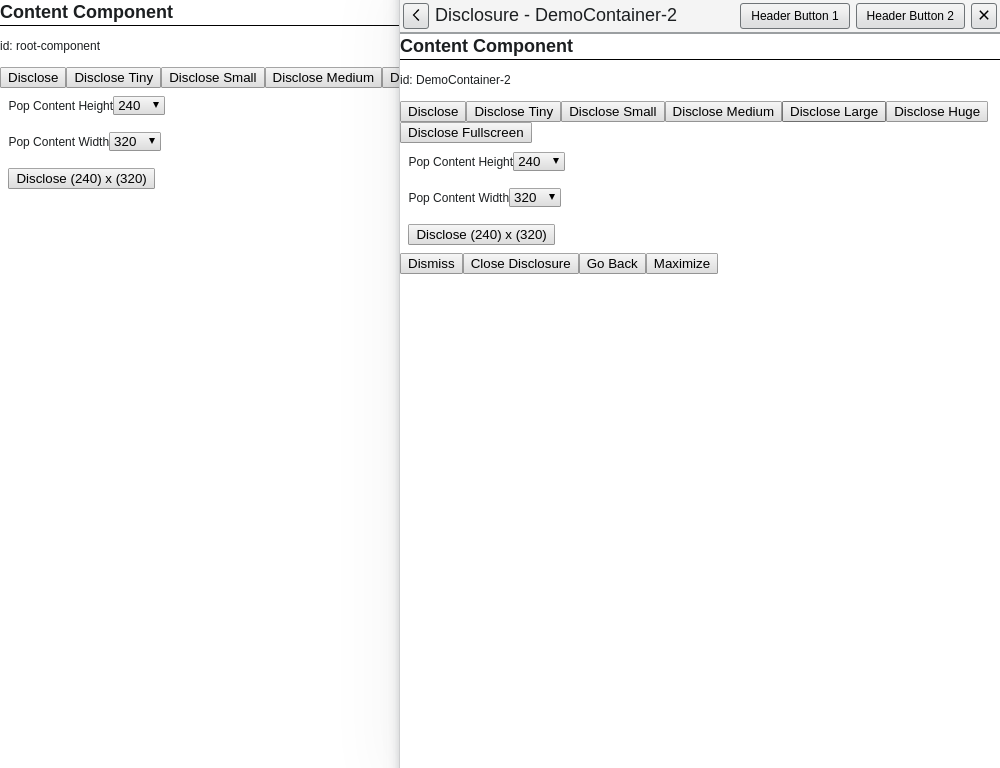 Content Component
id: root-component
Disclose Disclose Tiny Disclose Small Disclose Medium D
Pop Content Height 240
Pop Content Width 320
Disclose (240) x (320)
Disclosure - DemoContainer-2 Header Button 1 Header Button 2 ✕
Content Component
id: DemoContainer-2
Disclose Disclose Tiny Disclose Small Disclose Medium Disclose Large Disclose Huge
Disclose Fullscreen
Pop Content Height 240
Pop Content Width 320
Disclose (240) x (320)
Dismiss Close Disclosure Go Back Maximize